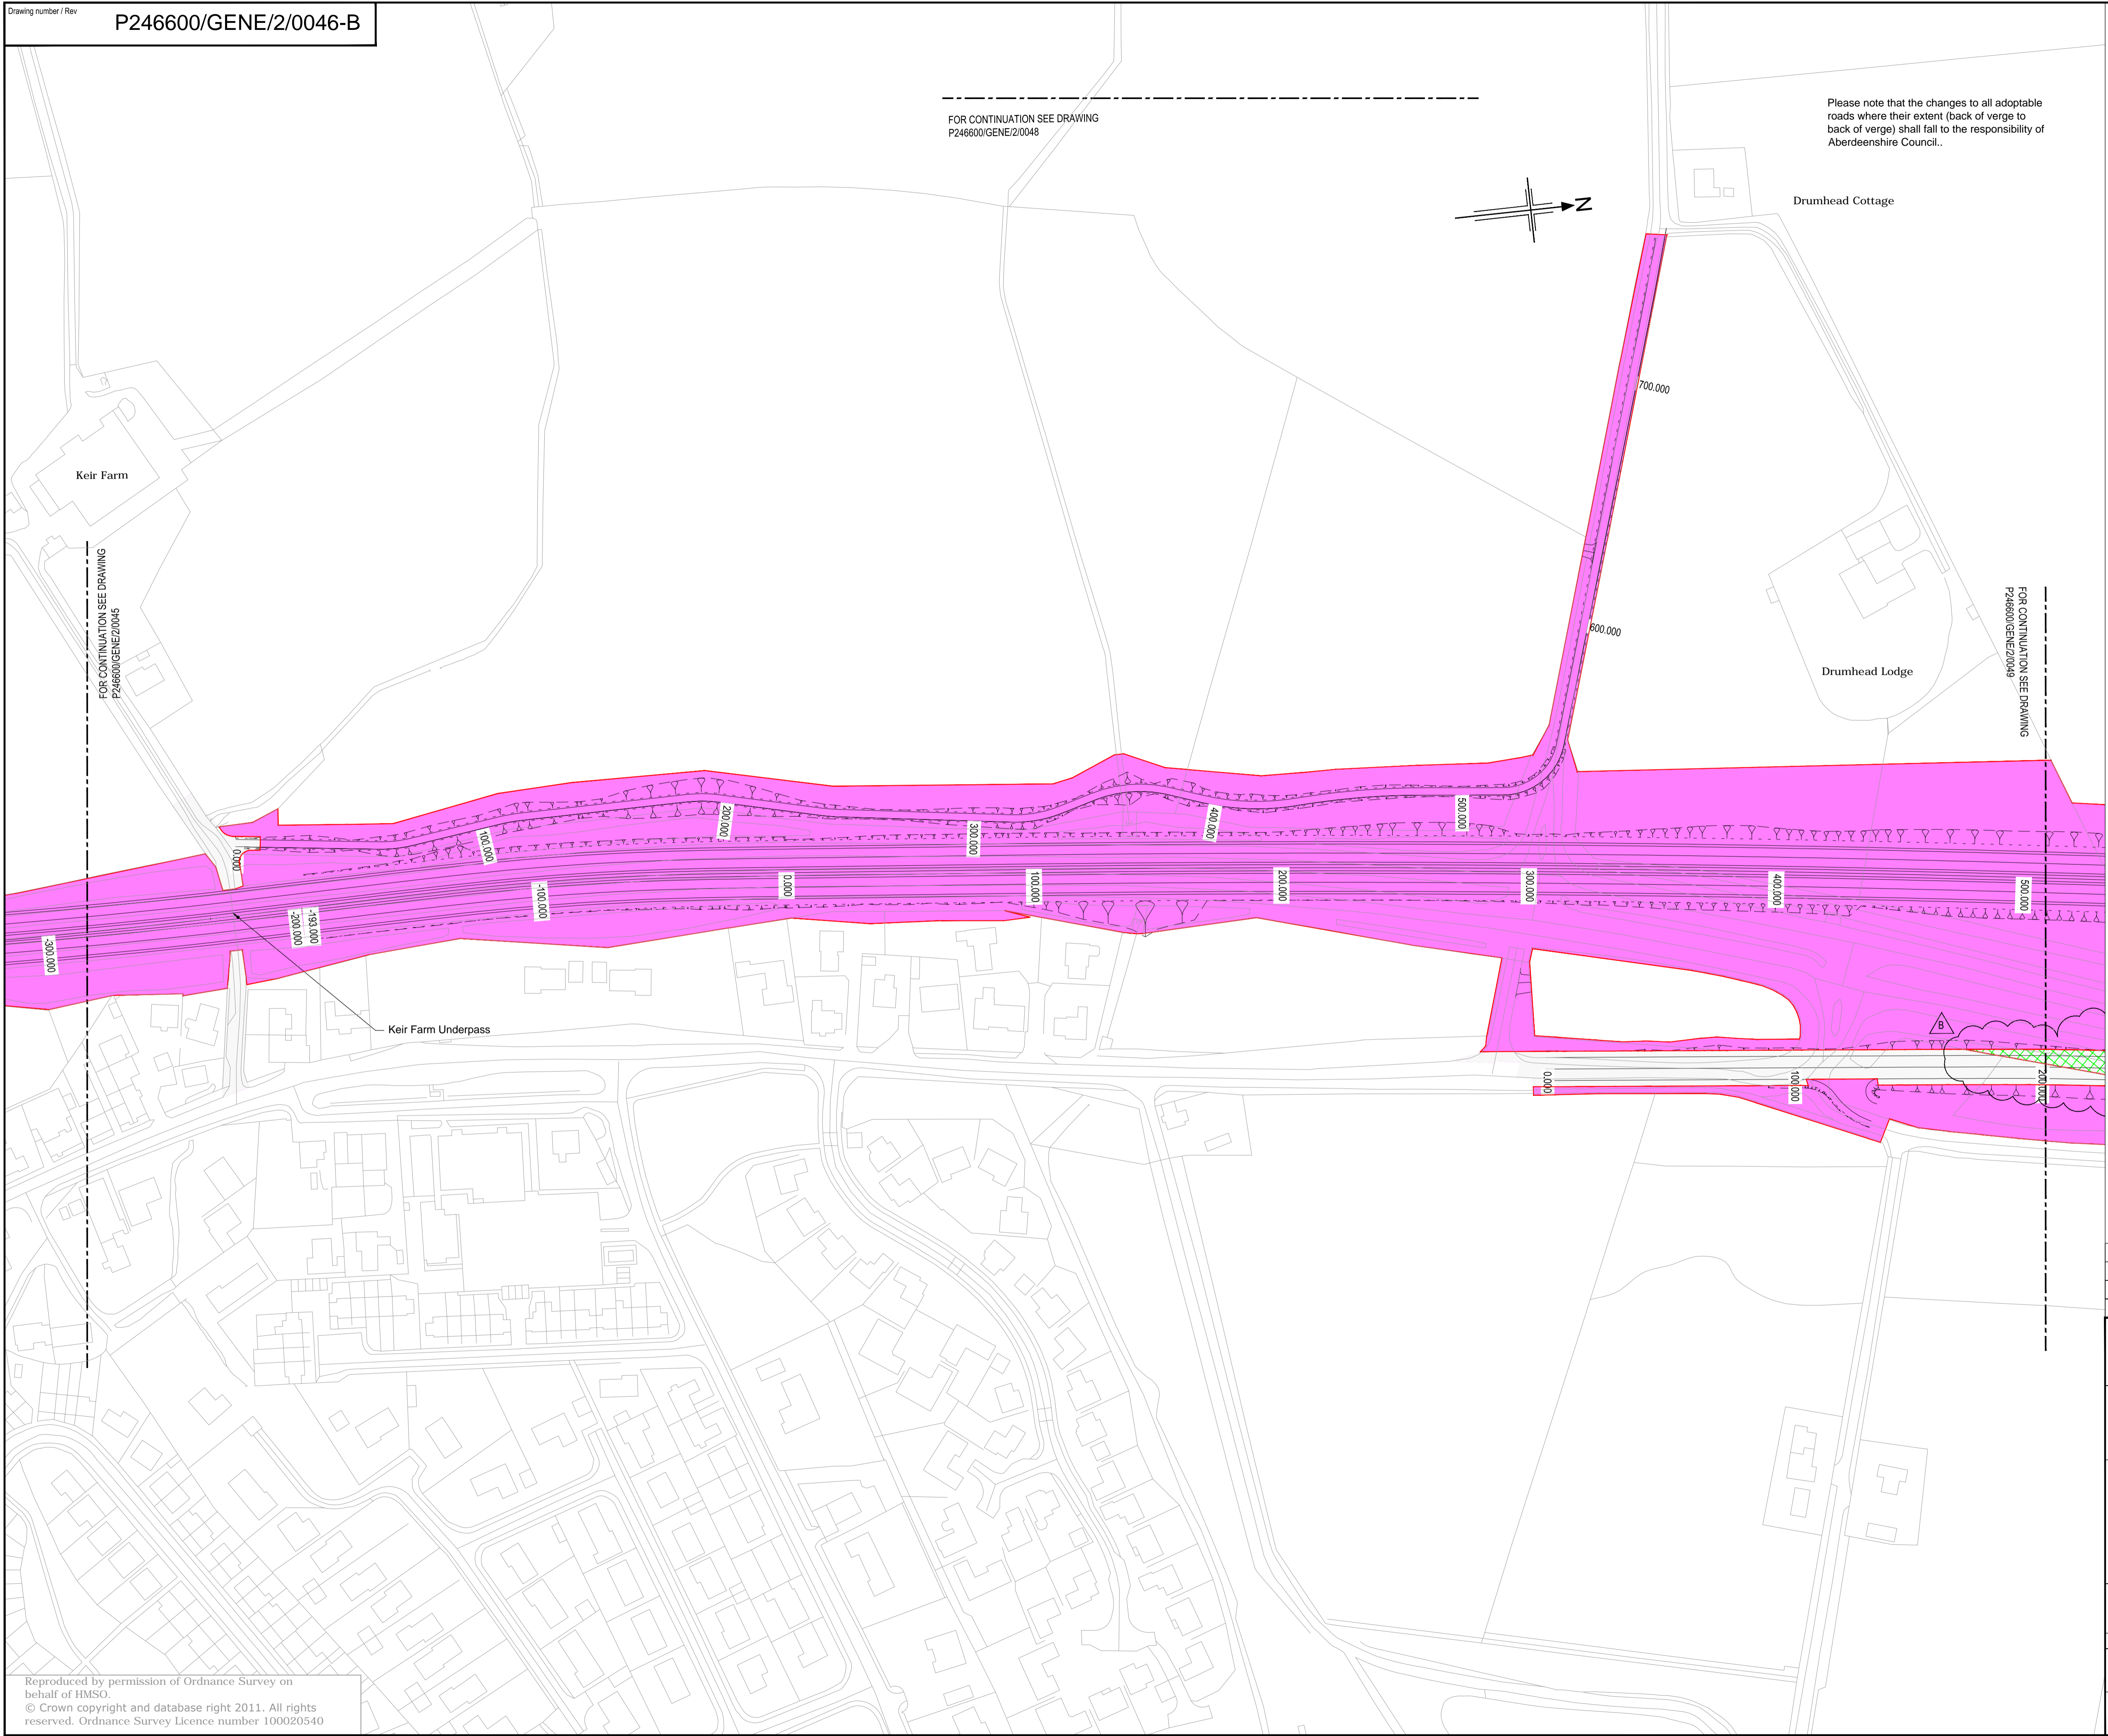 Drawing number / Rev
P246600/GENE/2/0046-B
FOR CONTINUATION SEE DRAWING
P246600/GENE/2/0048
Please note that the changes to all adoptable
roads where their extent (back of verge to
back of verge) shall fall to the responsibility of
Aberdeenshire Council..
N
Drumhead Cottage
700.000
Keir Farm
FOR CONTINUATION SEE DRAWING
P246600/GENE/2/0045
600.000
Drumhead Lodge
FOR CONTINUATION SEE DRAWING
P246600/GENE/2/0049
0.000
100.000
200.000
300.000
400.000
500.000
-300.000
-200.000
-193.000
-100.000
0.000
100.000
200.000
300.000
400.000
500.000
Keir Farm Underpass
B
0.000
100.000
200.000
Reproduced by permission of Ordnance Survey on
behalf of HMSO.
© Crown copyright and database right 2011. All rights
reserved. Ordnance Survey Licence number 100020540